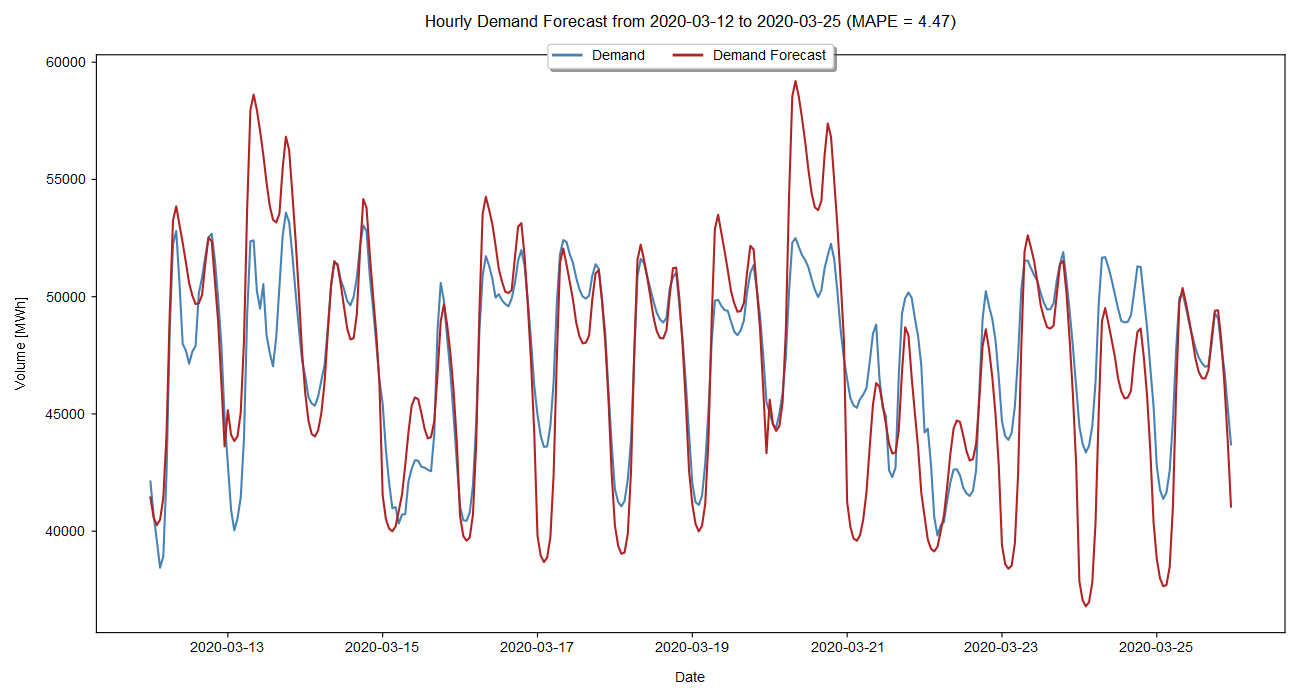 Hourly Demand Forecast from 2020-03-12 to 2020-03-25 (MAPE = 4.47)
Demand
Demand Forecast
60000
55000
50000
45000
40000
Volume [MWh]
2020-03-13
2020-03-15
2020-03-17
2020-03-19
2020-03-21
2020-03-23
2020-03-25
Date